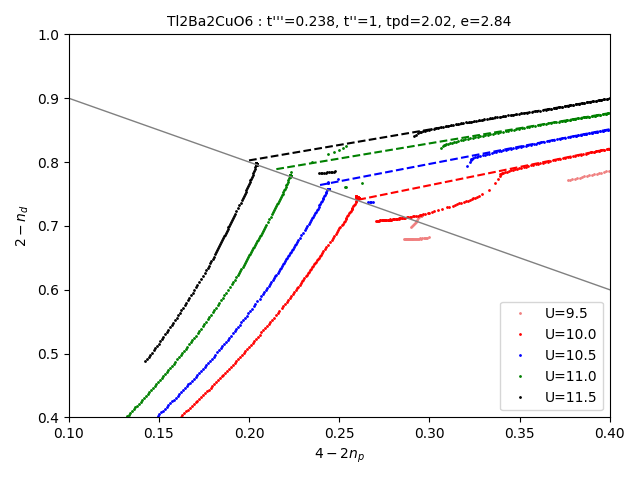 Tl2Ba2CuO6 : t'''=0.238, t''=1, tpd=2.02, e=2.84
1.0
0.9
0.8
0.7
0.6
0.5
0.4
2 − n_d
0.10
0.15
0.20
0.25
0.30
0.35
0.40
4 − 2n_p
U=9.5
U=10.0
U=10.5
U=11.0
U=11.5